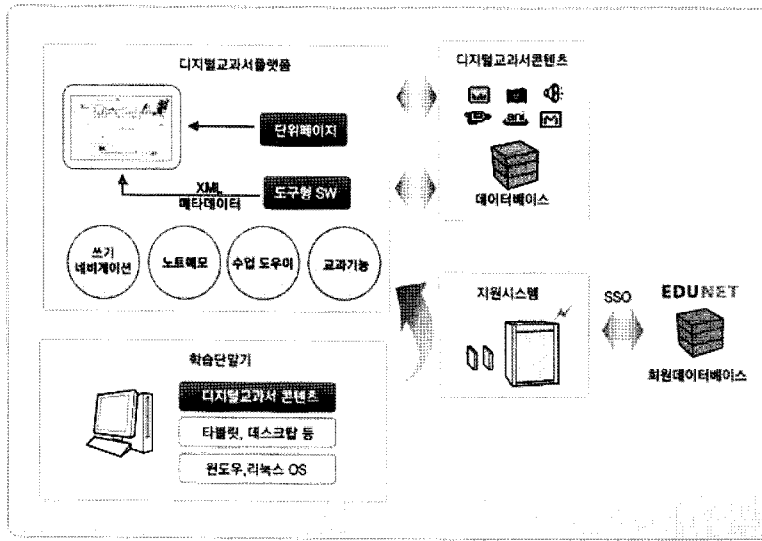 디지털교과서플랫폼
단위페이지
XML
메타데이터
도구형 SW
쓰기
네비게이션
노트메모
수업 도우미
교과기능
디지털교과서콘텐츠
ani.
데이터베이스
지원시스템
SSO
EDUNET
회원데이터베이스
학습단말기
디지털교과서 콘텐츠
타블릿, 데스크탑 등
윈도우,리눅스 OS